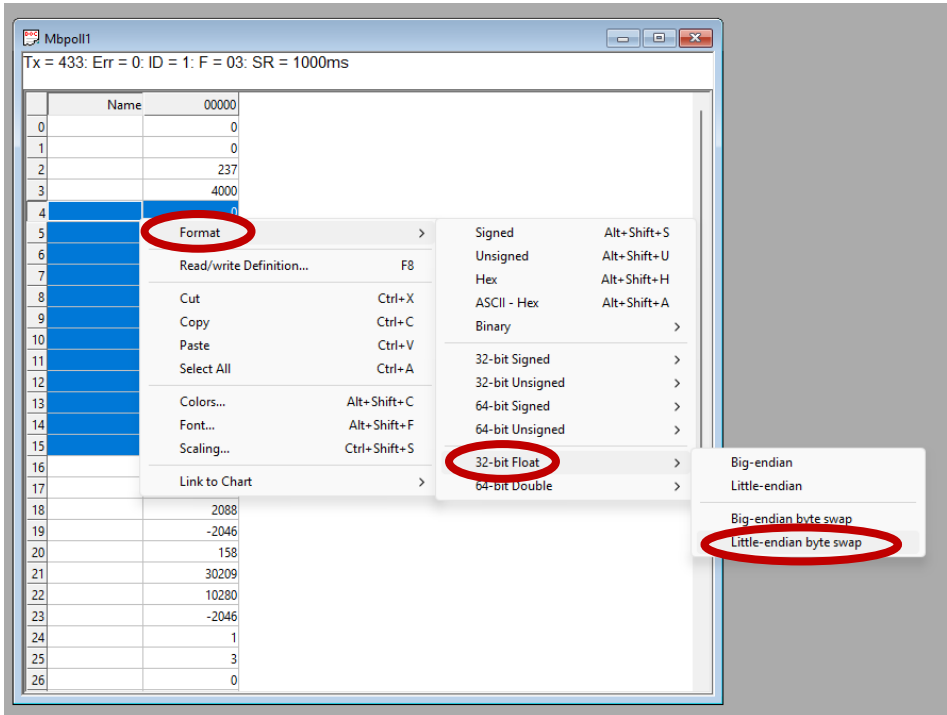 Mbpoll1
Tx = 433: Err = 0: ID = 1: F = 03: SR = 1000ms
Name 00000
0 0
1 0
2 237
3 4000
4 0
5
6
7
8
9
10
11
12
13
14
15
16
17
18 2088
19 -2046
20 158
21 30209
22 10280
23 -2046
24 1
25 3
26 0
Format
Read/write Definition... F8
Cut Ctrl+X
Copy Ctrl+C
Paste Ctrl+V
Select All Ctrl+A
Colors... Alt+Shift+C
Font... Alt+Shift+F
Scaling... Ctrl+Shift+S
Link to Chart
Signed Alt+Shift+S
Unsigned Alt+Shift+U
Hex Alt+Shift+H
ASCII - Hex Alt+Shift+A
Binary
32-bit Signed
32-bit Unsigned
64-bit Signed
64-bit Unsigned
32-bit Float
64-bit Double
Big-endian
Little-endian
Big-endian byte swap
Little-endian byte swap